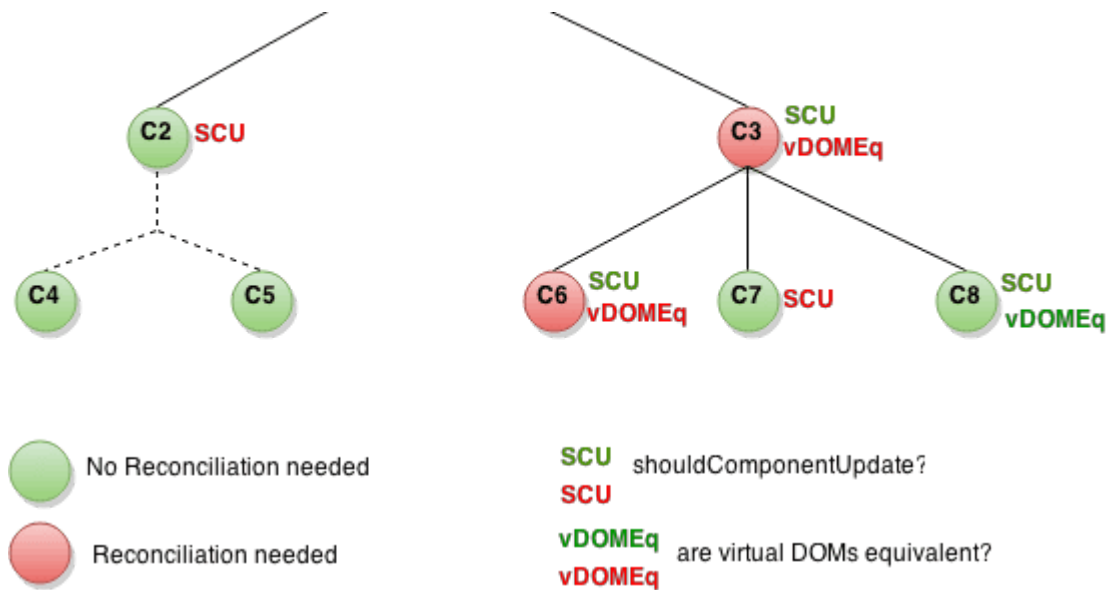 C2 SCU
C3 SCU
vDOMEq
C4
C5
C6 SCU
vDOMEq
C7 SCU
C8 SCU
vDOMEq
No Reconciliation needed
Reconciliation needed
SCU shouldComponentUpdate?
SCU
vDOMEq are virtual DOMs equivalent?
vDOMEq